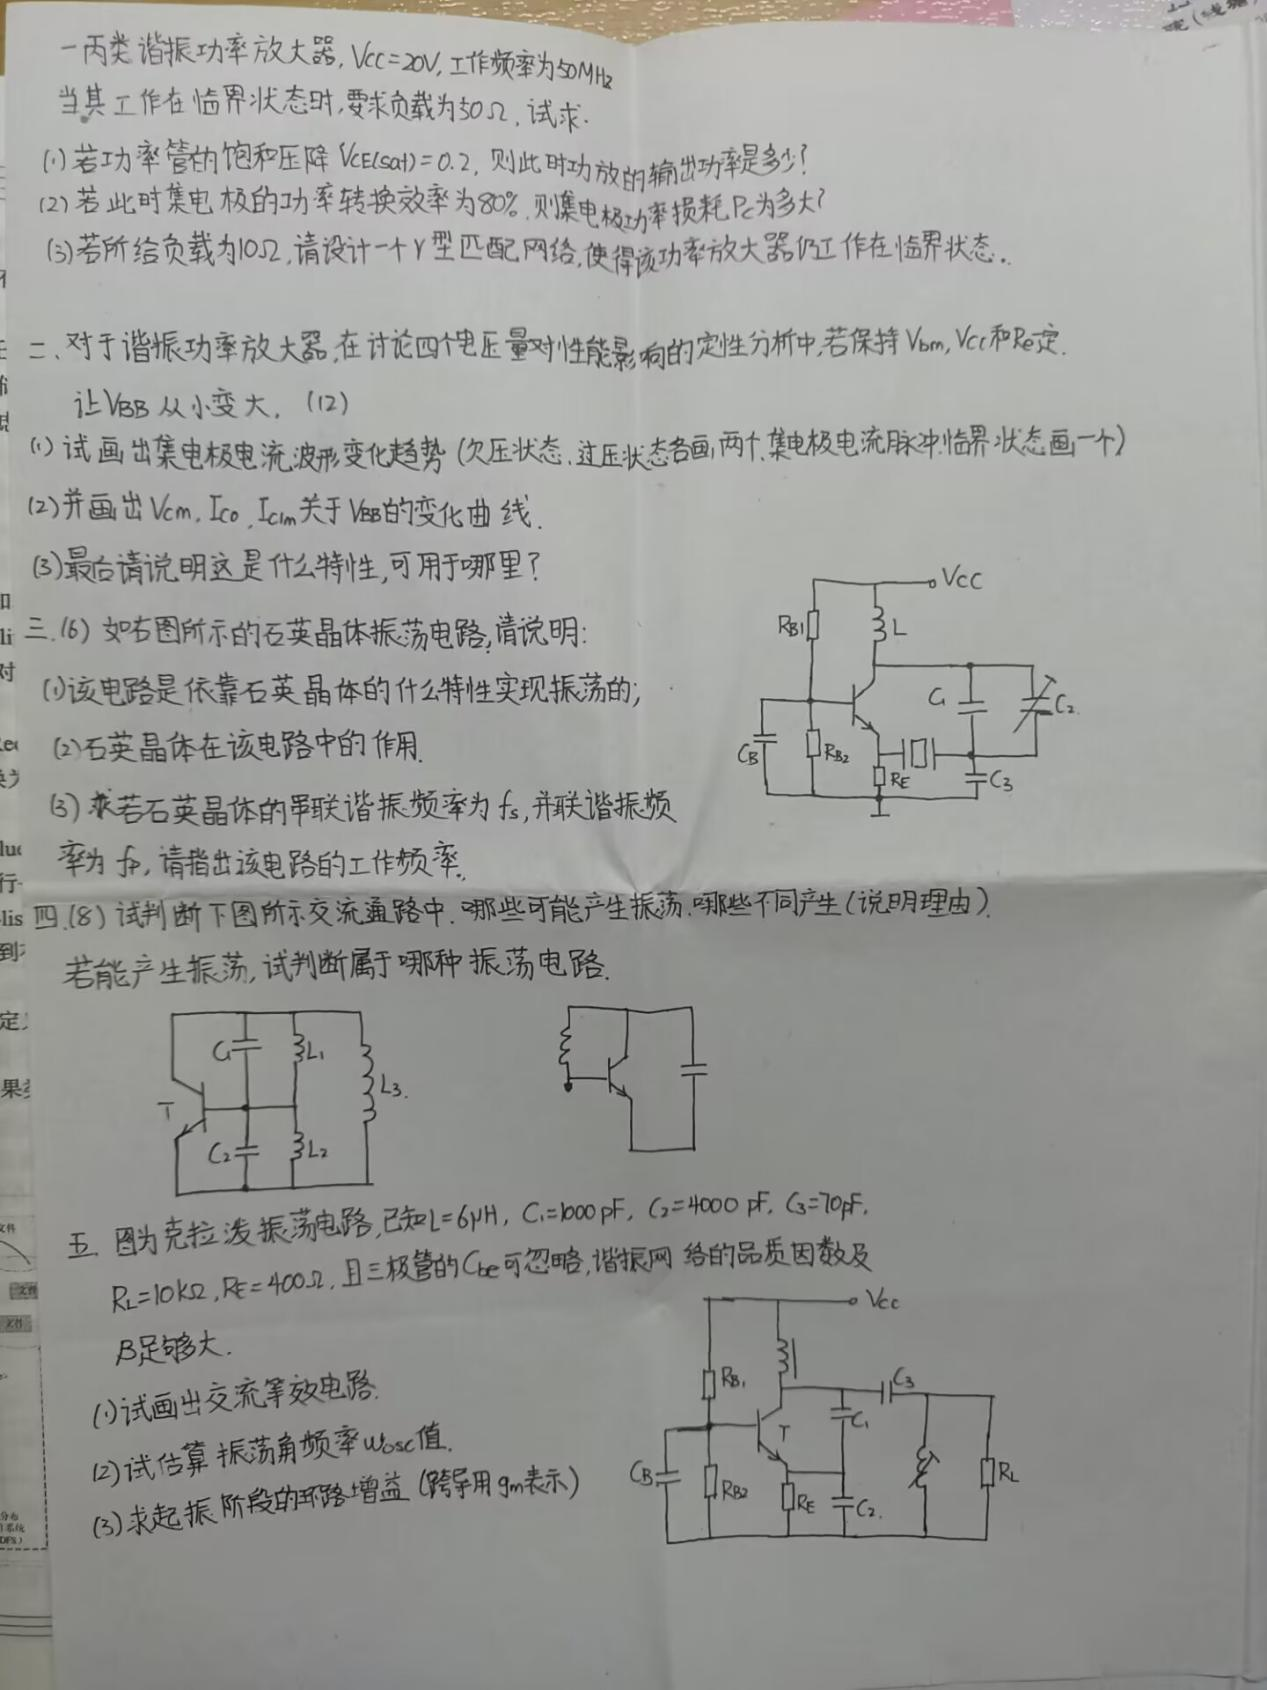 一丙类谐振功率放大器, Vcc=20V, 工作频率为50MHz
当其工作在临界状态时,要求负载为50Ω, 试求.
(1) 若功率管的饱和压降 VCE(sat)=0.2, 则此时功放的输出功率是多少?
(2) 若此时集电极的功率转换效率为80%, 则集电极功率损耗Pc为多大?
(3)若所给负载为10Ω,请设计一个Y型匹配网络,使得该功率放大器仍工作在临界状态.
二、对于谐振功率放大器,在讨论四个电压量对性能影响的定性分析中,若保持Vbm, Vcc和Re定.
让VBB从小变大. (12)
(1) 试画出集电极电流波形变化趋势 (欠压状态、过压状态各画两个集电极电流脉冲.临界状态画一个)
(2)并画出Vcm, Ico, Ic1m关于VBB的变化曲线.
(3)最后请说明这是什么特性,可用于哪里?
三.(6) 如右图所示的石英晶体振荡电路,请说明:
(1)该电路是依靠石英晶体的什么特性实现振荡的;
(2)石英晶体在该电路中的作用.
(3) 若石英晶体的串联谐振频率为fs,并联谐振频
率为fp,请指出该电路的工作频率.
VCC
RB1
L
C1
C2
CB
RB2
RE
C3
四.(8) 试判断下图所示交流通路中.哪些可能产生振荡.哪些不同产生(说明理由).
若能产生振荡,试判断属于哪种振荡电路.
C1
L1
L3
T
C2
L2
五. 图为克拉泼振荡电路,已知L=6μH, C1=1000pF, C2=4000pF, C3=70pF,
RL=10KΩ, RE=400Ω, 且三极管的Cbe可忽略,谐振网络的品质因数及
β足够大.
(1)试画出交流等效电路.
(2)试估算振荡角频率ωosc值.
(3)求起振阶段的环路增益 (跨导用gm表示)
Vcc
RB1
C3
C1
T
CB
RB2
RE
C2
RL